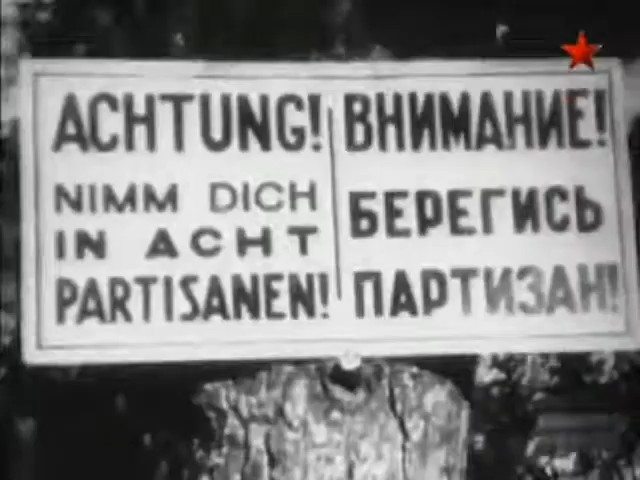 ACHTUNG!
NIMM DICH
IN ACHT
PARTISANEN!
ВНИМАНИЕ!
БЕРЕГИСЬ
ПАРТИЗАН!